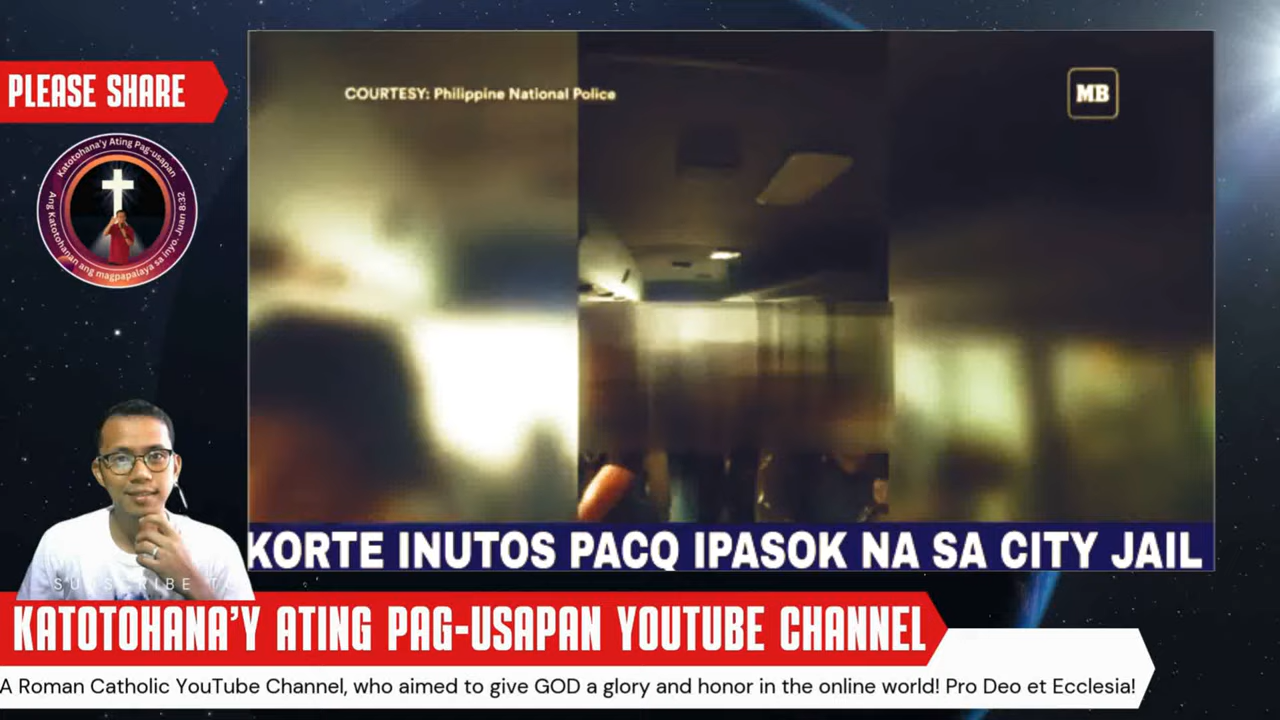 PLEASE SHARE
COURTESY: Philippine National Police
MB
Katotohana'y Ating Pag-usapan
Ang Katotohanan ang magpapalaya sa inyo. Juan 8:32
KORTE INUTOS PACQ IPASOK NA SA CITY JAIL
SUBSCRIBE TO
KATOTOHANA'Y ATING PAG-USAPAN YOUTUBE CHANNEL
A Roman Catholic YouTube Channel, who aimed to give GOD a glory and honor in the online world! Pro Deo et Ecclesia!